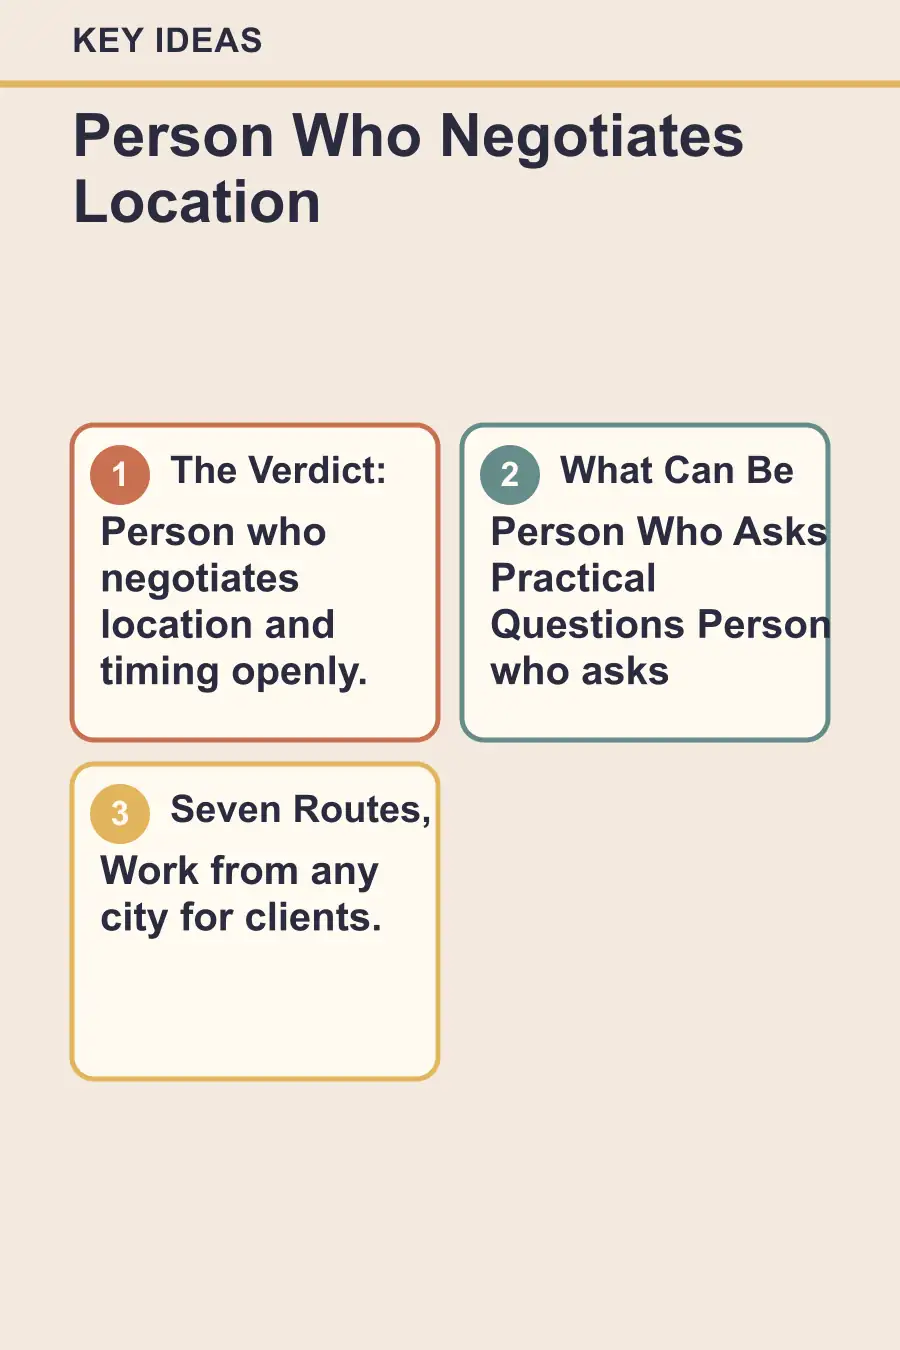 KEY IDEAS
Person Who Negotiates
Location
1 The Verdict:
Person who
negotiates
location and
timing openly.
2 What Can Be
Person Who Asks
Practical
Questions Person
who asks
3 Seven Routes,
Work from any
city for clients.